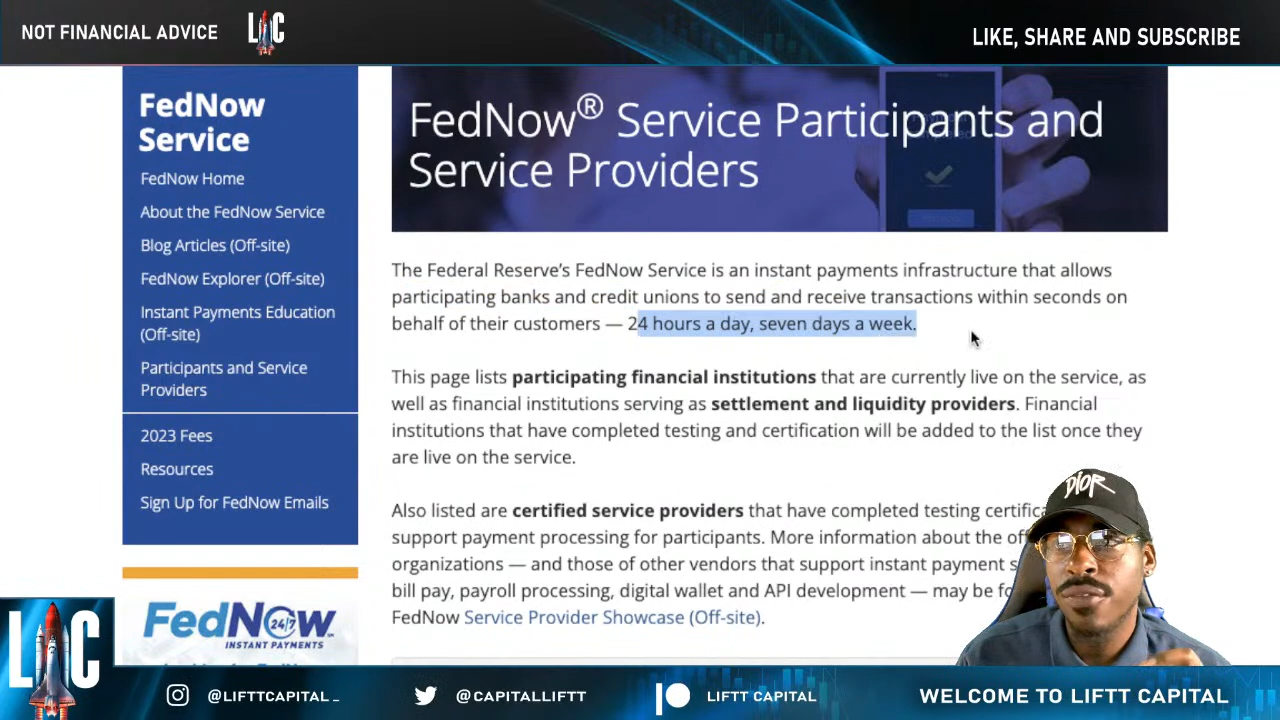 NOT FINANCIAL ADVICE
LTC
LIKE, SHARE AND SUBSCRIBE
FedNow
Service
FedNow Home
About the FedNow Service
Blog Articles (Off-site)
FedNow Explorer (Off-site)
Instant Payments Education
(Off-site)
Participants and Service
Providers
2023 Fees
Resources
Sign Up for FedNow Emails
FedNow 24/7
INSTANT PAYMENTS
FedNow® Service Participants and
Service Providers
The Federal Reserve's FedNow Service is an instant payments infrastructure that allows
participating banks and credit unions to send and receive transactions within seconds on
behalf of their customers — 24 hours a day, seven days a week.
This page lists participating financial institutions that are currently live on the service, as
well as financial institutions serving as settlement and liquidity providers. Financial
institutions that have completed testing and certification will be added to the list once they
are live on the service.
Also listed are certified service providers that have completed testing certifica
support payment processing for participants. More information about the of
organizations — and those of other vendors that support instant payment s
bill pay, payroll processing, digital wallet and API development — may be fo
FedNow Service Provider Showcase (Off-site).
DIOR
LTC
@LIFTTCAPITAL_
@CAPITALLIFTT
LIFTT CAPITAL
WELCOME TO LIFTT CAPITAL